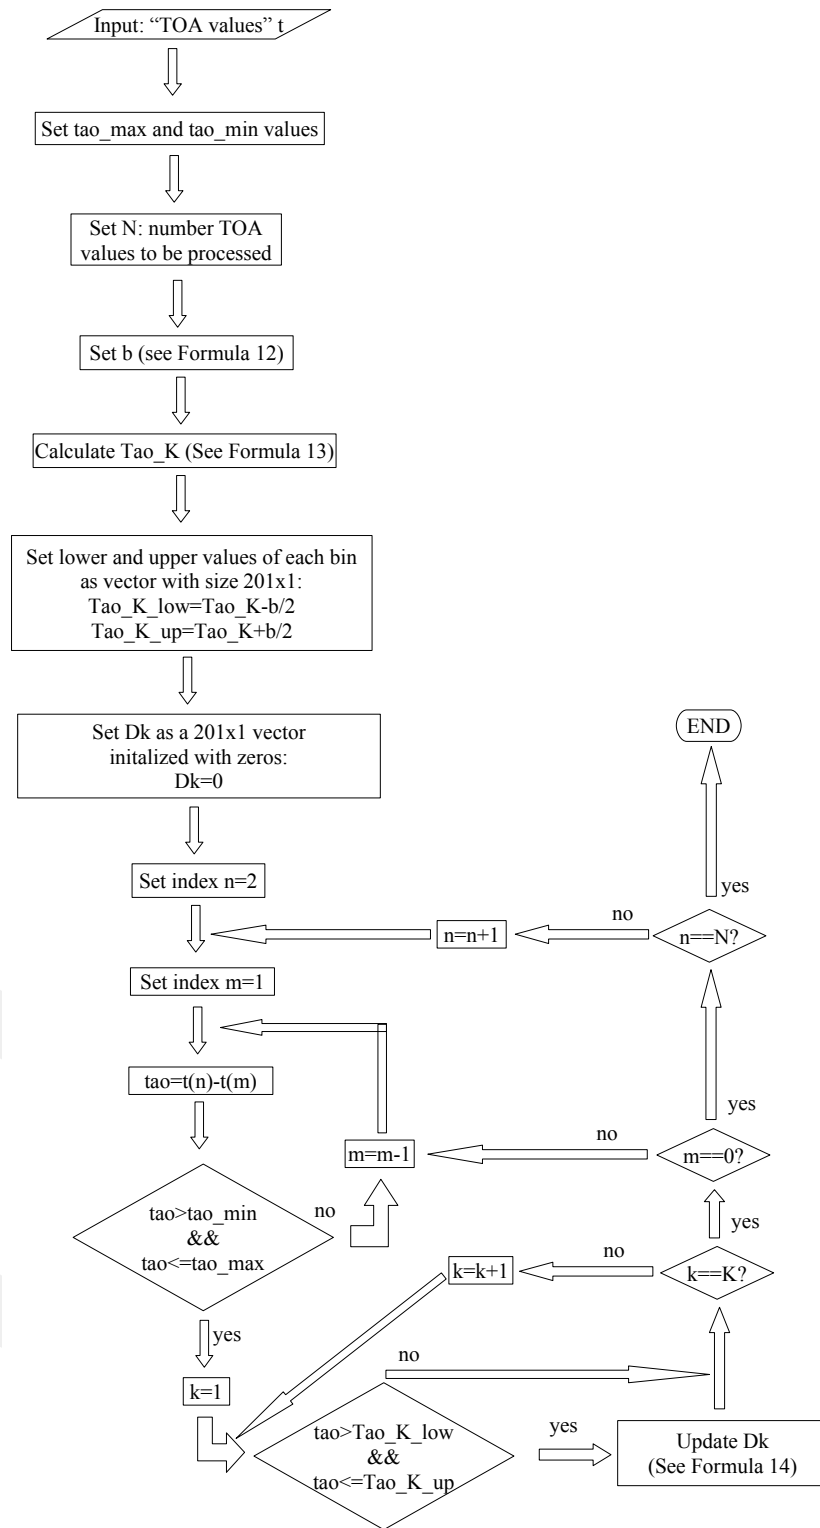 Input: “TOA values” t
Set tao_max and tao_min values
Set N: number TOA
values to be processed
Set b (see Formula 12)
Calculate Tao_K (See Formula 13)
Set lower and upper values of each bin
as vector with size 201x1:
Tao_K_low=Tao_K-b/2
Tao_K_up=Tao_K+b/2
Set Dk as a 201x1 vector
initalized with zeros:
Dk=0
END
Set index n=2
yes
no
n=n+1
n==N?
Set index m=1
tao=t(n)-t(m)
yes
no
m=m-1
m==0?
tao>tao_min
&&
tao<=tao_max
no
yes
no
k=k+1
k==K?
yes
no
k=1
tao>Tao_K_low
&&
tao<=Tao_K_up
yes
Update Dk
(See Formula 14)